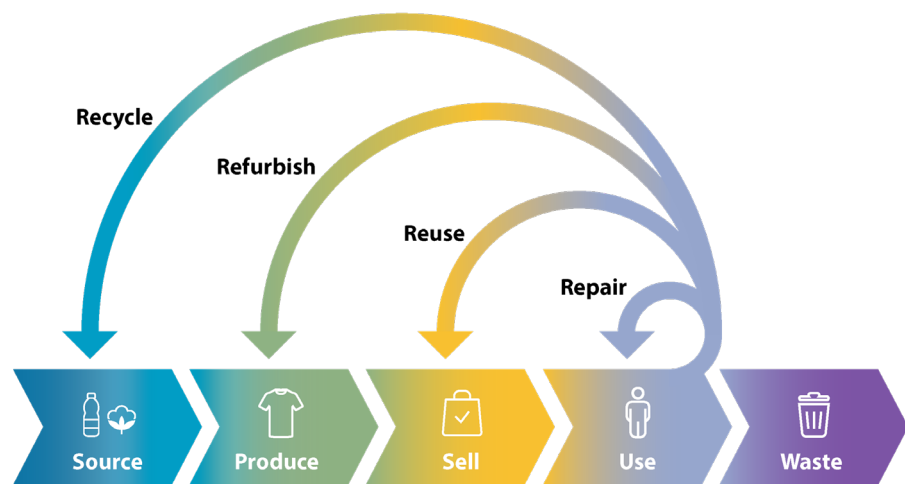 Recycle
Refurbish
Reuse
Repair
Source
Produce
Sell
Use
Waste